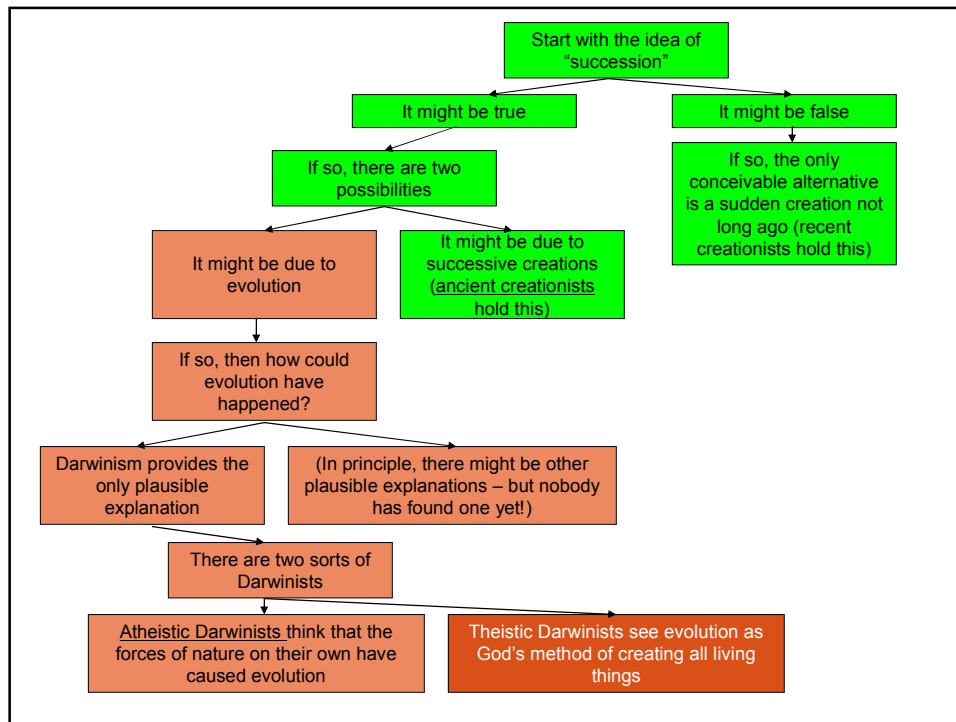 Start with the idea of
“succession”
It might be true
It might be false
If so, there are two
possibilities
If so, the only
conceivable alternative
is a sudden creation not
long ago (recent
creationists hold this)
It might be due to
evolution
It might be due to
successive creations
(ancient creationists
hold this)
If so, then how could
evolution have
happened?
Darwinism provides the
only plausible
explanation
(In principle, there might be other
plausible explanations – but nobody
has found one yet!)
There are two sorts of
Darwinists
Atheistic Darwinists think that the
forces of nature on their own have
caused evolution
Theistic Darwinists see evolution as
God’s method of creating all living
things